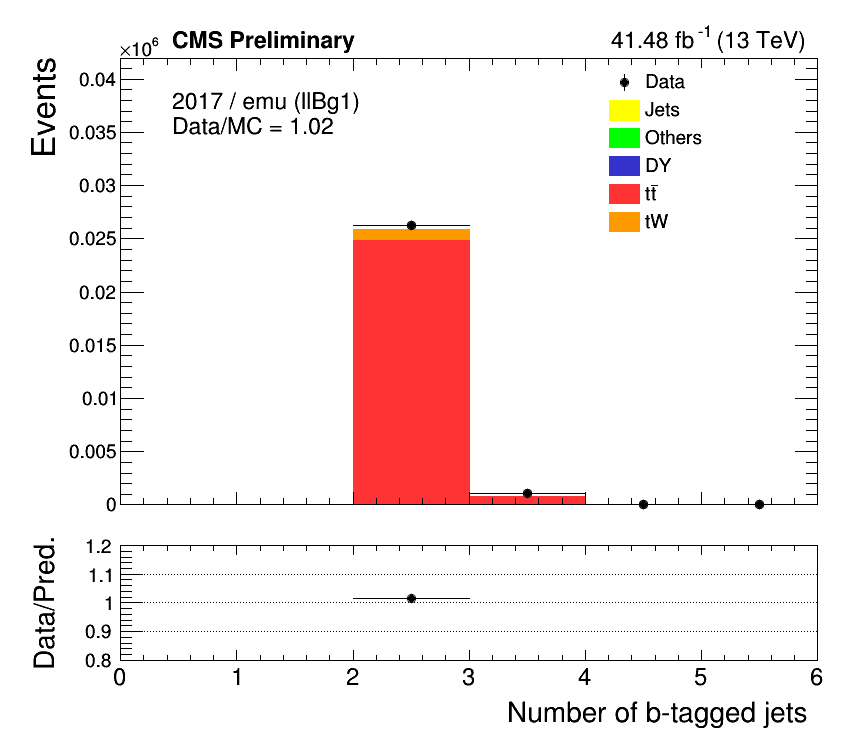 ×10⁶ CMS Preliminary 41.48 fb⁻¹ (13 TeV)
Events
2017 / emu (llBg1)
Data/MC = 1.02
Data
Jets
Others
DY
tt̄
tW
0.04
0.035
0.03
0.025
0.02
0.015
0.01
0.005
0
Data/Pred.
1.2
1.1
1
0.9
0.8
0 1 2 3 4 5 6
Number of b-tagged jets